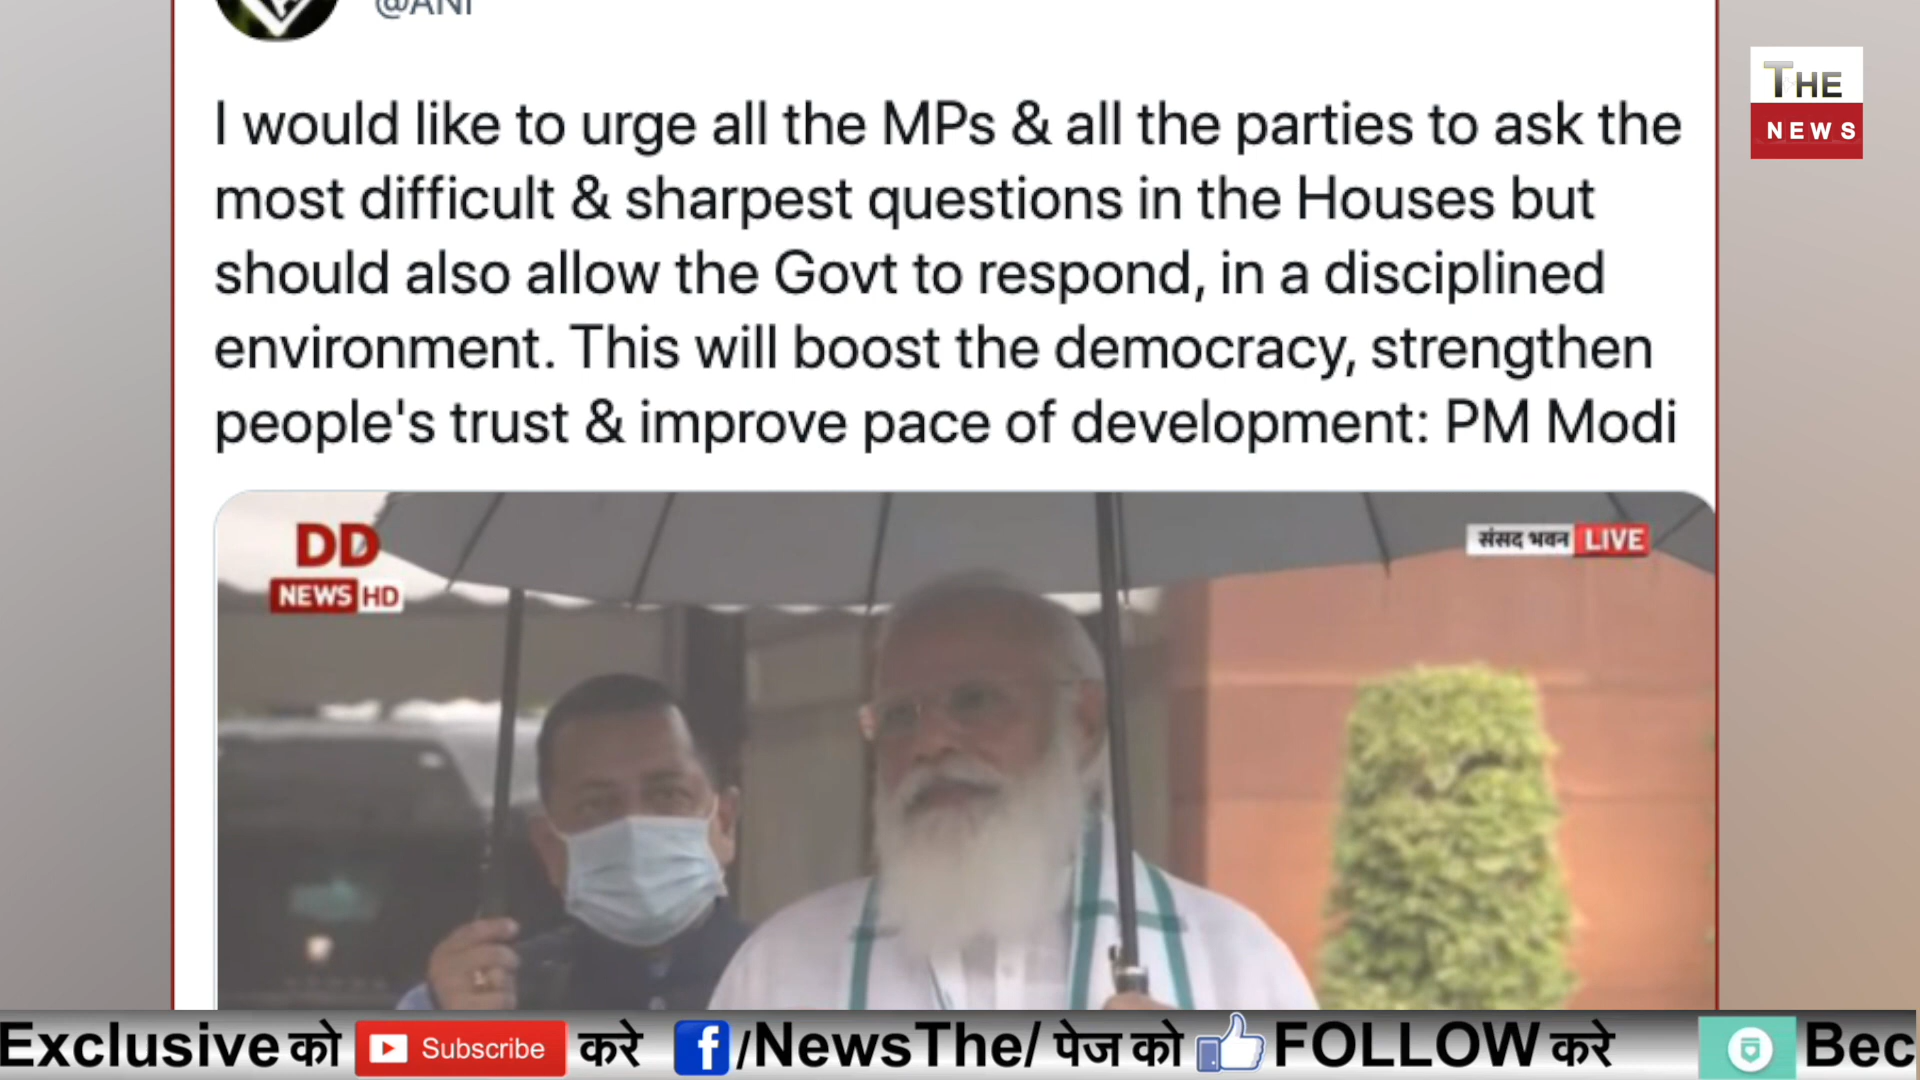 @ANI
THE
NEWS
I would like to urge all the MPs & all the parties to ask the
most difficult & sharpest questions in the Houses but
should also allow the Govt to respond, in a disciplined
environment. This will boost the democracy, strengthen
people's trust & improve pace of development: PM Modi
DD
NEWS HD
संसद भवन LIVE
Exclusive को Subscribe करे f/NewsThe/ पेज को FOLLOW करे Bec